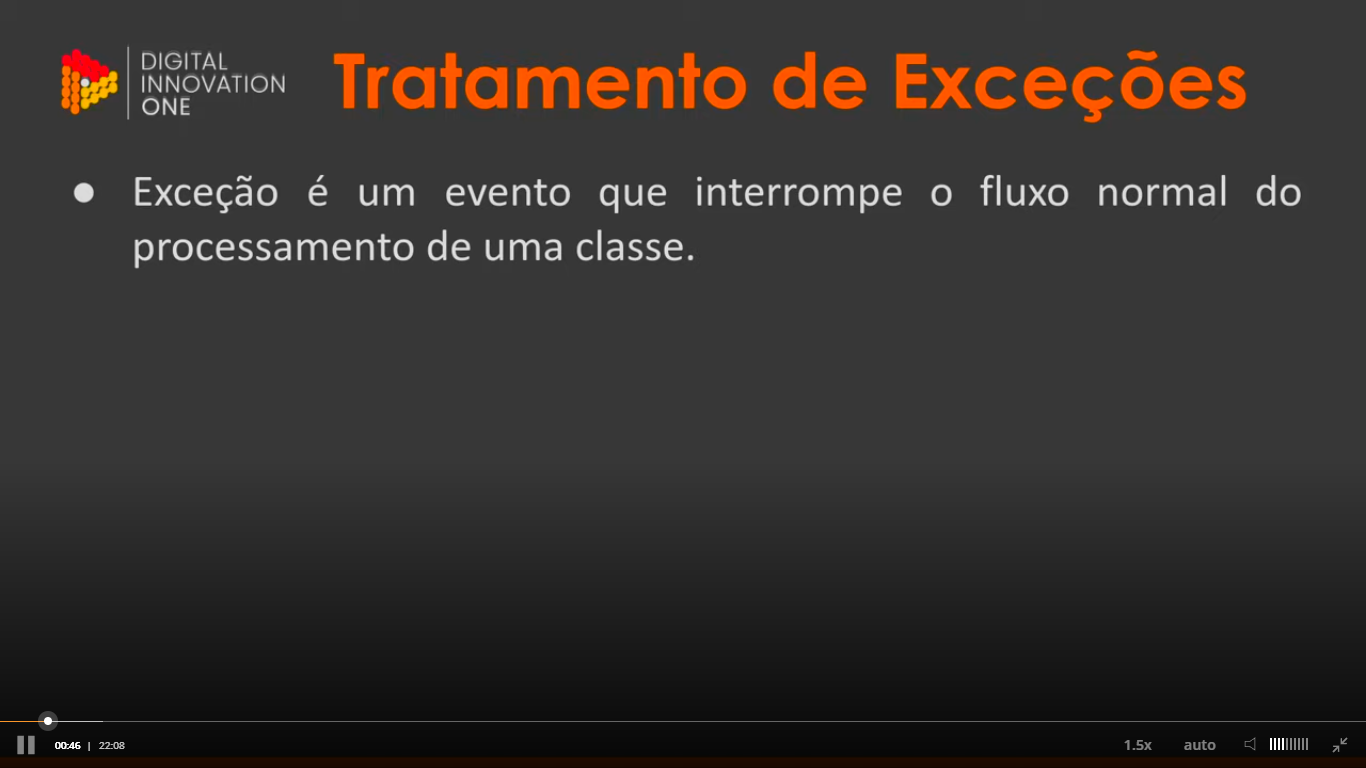 DIGITAL
INNOVATION
ONE
Tratamento de Exceções
● Exceção é um evento que interrompe o fluxo normal do
processamento de uma classe.
00:46 | 22:08
1.5x auto